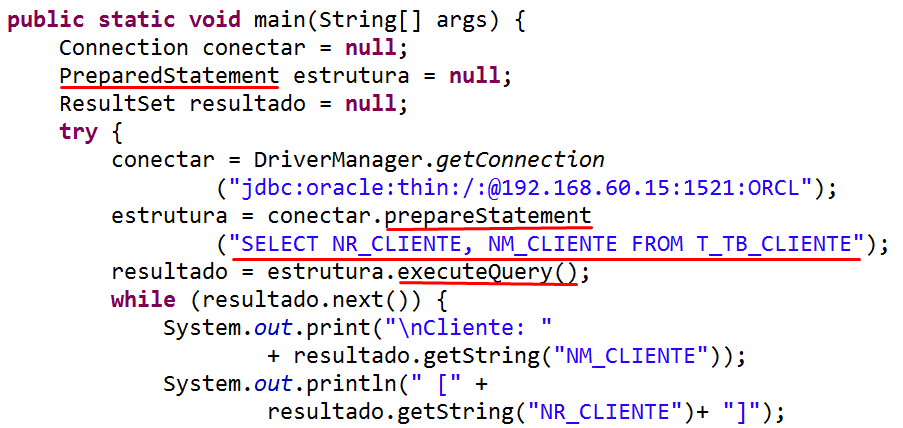 public static void main(String[] args) {
Connection conectar = null;
PreparedStatement estrutura = null;
ResultSet resultado = null;
try {
conectar = DriverManager.getConnection
("jdbc:oracle:thin:/:@192.168.60.15:1521:ORCL");
estrutura = conectar.prepareStatement
("SELECT NR_CLIENTE, NM_CLIENTE FROM T_TB_CLIENTE");
resultado = estrutura.executeQuery();
while (resultado.next()) {
System.out.print("\nCliente: "
+ resultado.getString("NM_CLIENTE"));
System.out.println(" [" +
resultado.getString("NR_CLIENTE")+ "]");